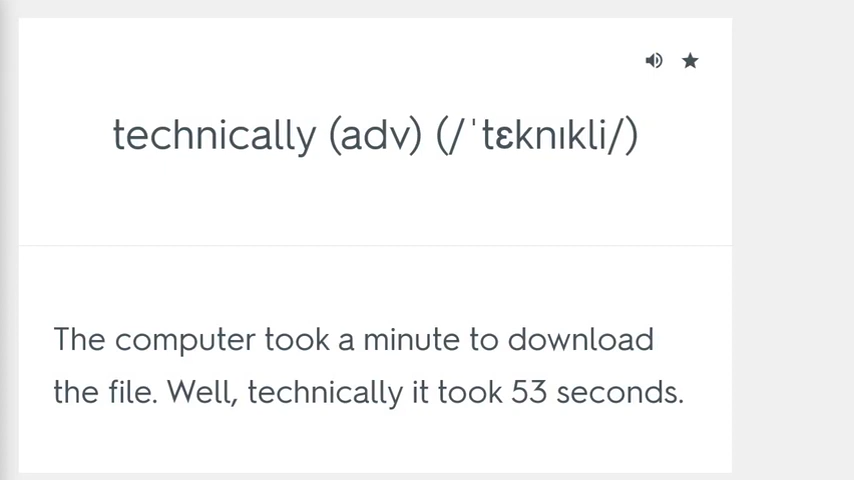 technically (adv) (/ˈtɛknɪkli/)
The computer took a minute to download
the file. Well, technically it took 53 seconds.